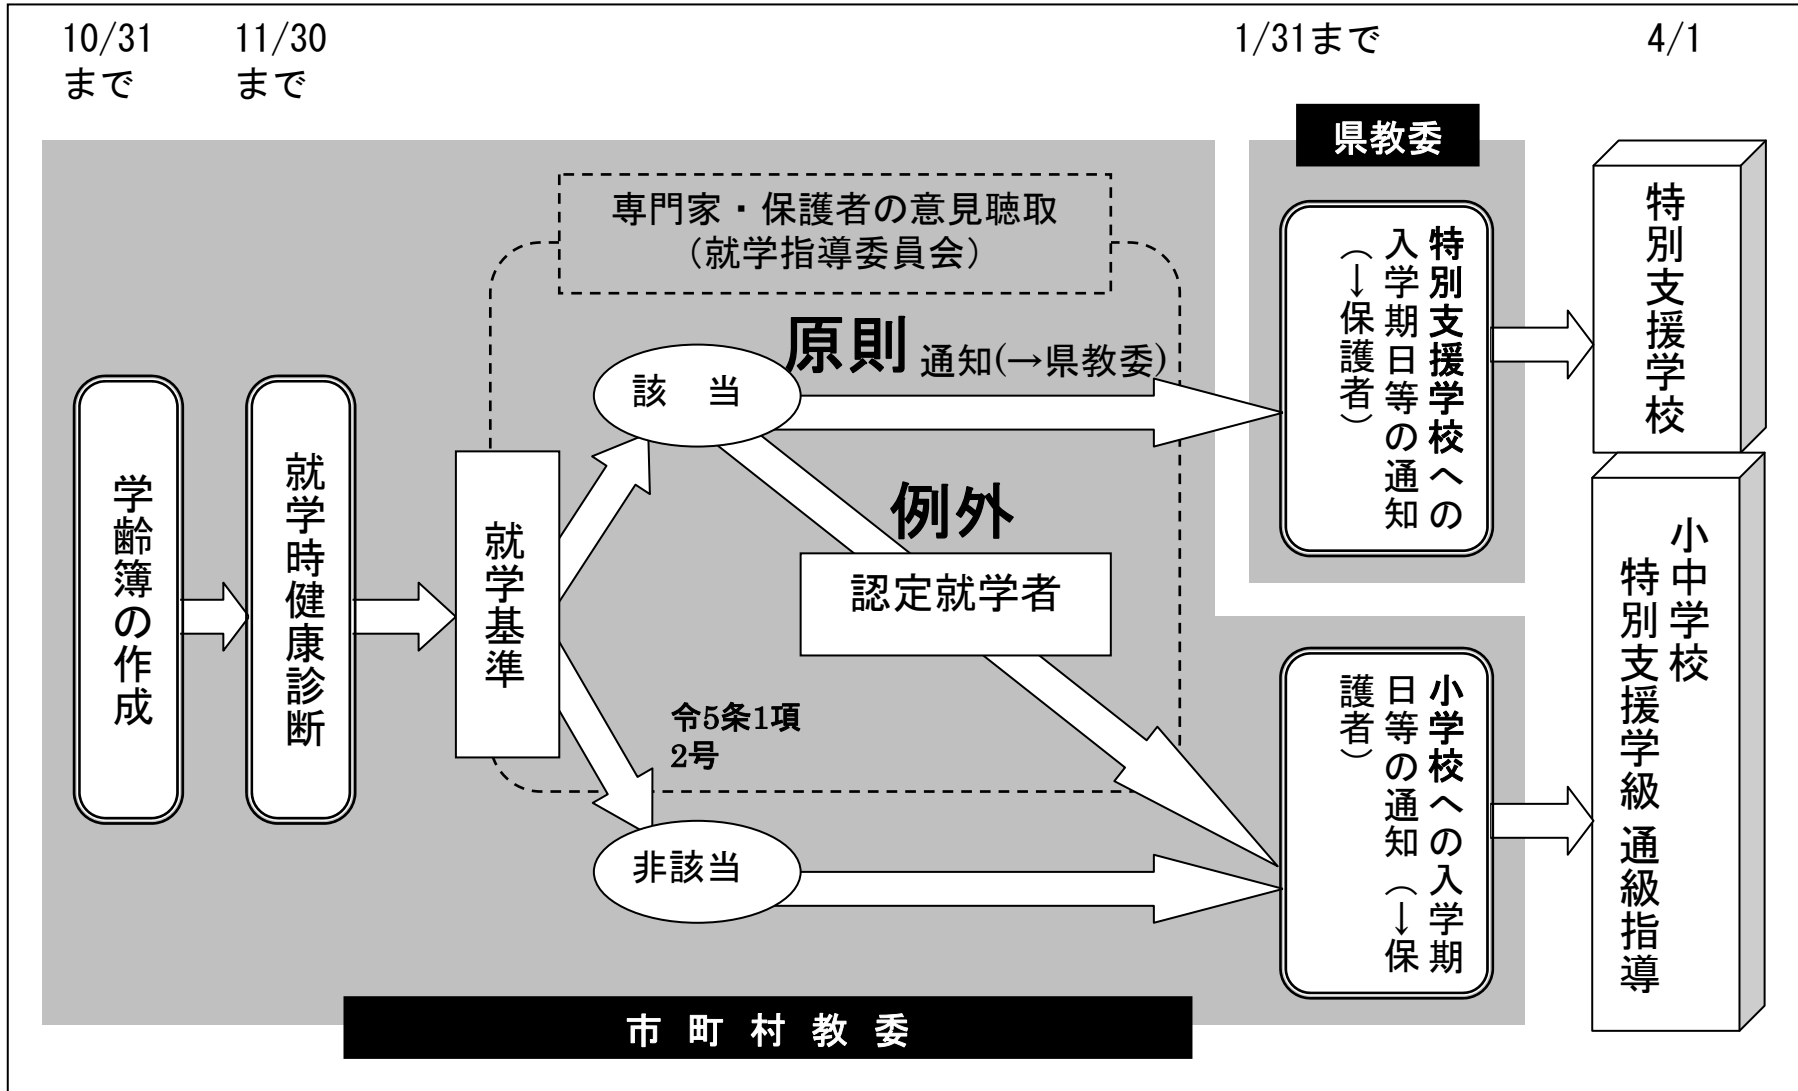 10/31
まで
11/30
まで
1/31まで
4/1
県教委
専門家・保護者の意見聴取
(就学指導委員会)
原則
通知(→県教委)
該 当
例外
認定就学者
学齢簿の作成
就学時健康診断
就学基準
令5条1項
2号
非該当
特別支援学校への
入学期日等の通知
(→保護者)
小学校への入学期
日等の通知 (→保
護者)
特別支援学校
小中学校
特別支援学級 通級指導
市町村教委